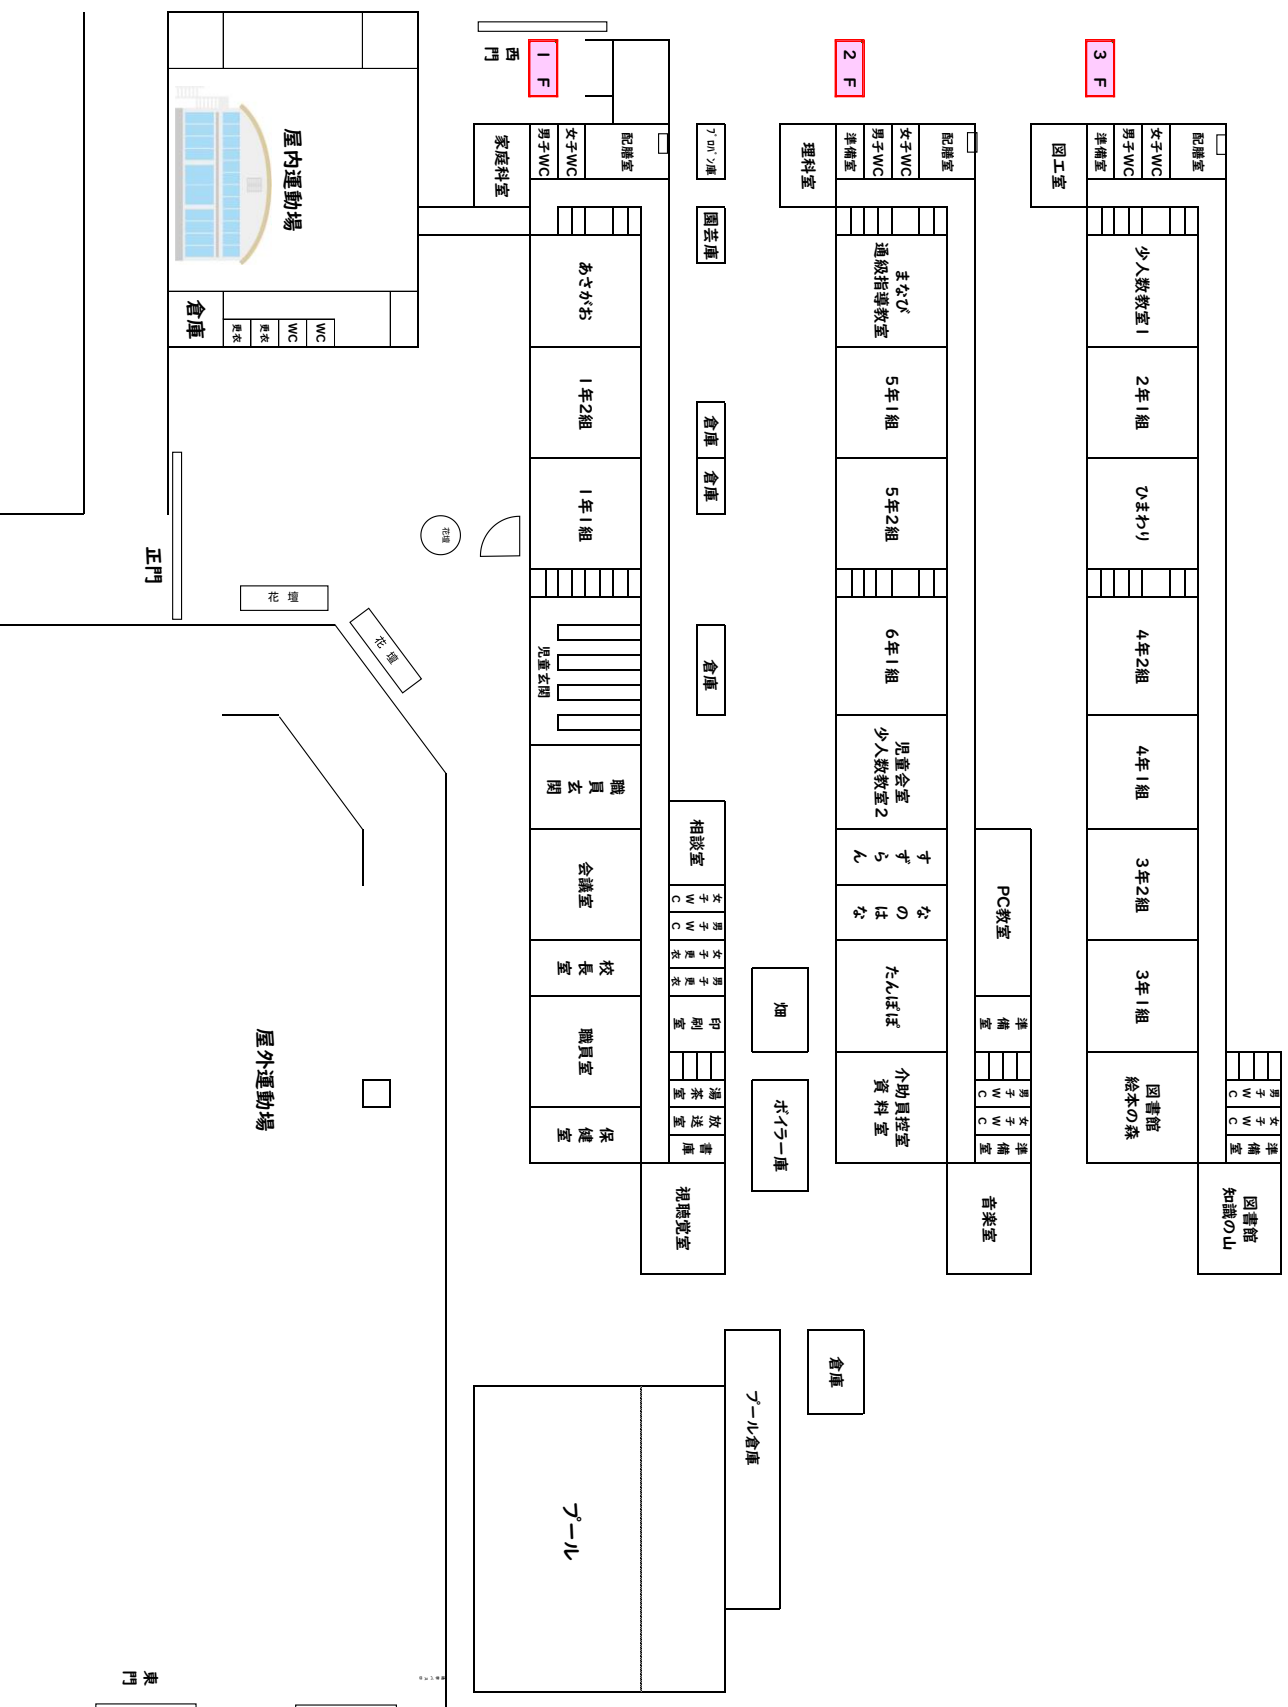 3 F
配膳室
女子WC
男子WC
準備室
図工室
少人数教室1
2年1組
ひまわり
4年2組
4年1組
3年2組
3年1組
図書館
絵本の森
男子WC
女子WC
準備室
図書館
知識の山
2 F
配膳室
女子WC
男子WC
準備室
理科室
まなび
通級指導教室
5年1組
5年2組
6年1組
児童会室
少人数教室2
すずらん
なのはな
たんぽぽ
介助員控室
資料室
PC教室
準備室
男子WC
女子WC
準備室
音楽室
1 F
西門
配膳室
女子WC
男子WC
家庭科室
プロパン庫
園芸庫
倉庫
倉庫
倉庫
あさがお
1年2組
1年1組
児童玄関
職員玄関
会議室
校長室
職員室
保健室
相談室
女子WC
男子WC
女子更衣
男子更衣
印刷室
湯茶室
放送室
書庫
視聴覚室
畑
ボイラー庫
倉庫
プール倉庫
プール
屋内運動場
倉庫
更衣
更衣
WC
WC
正門
花壇
花壇
花壇
屋外運動場
東門